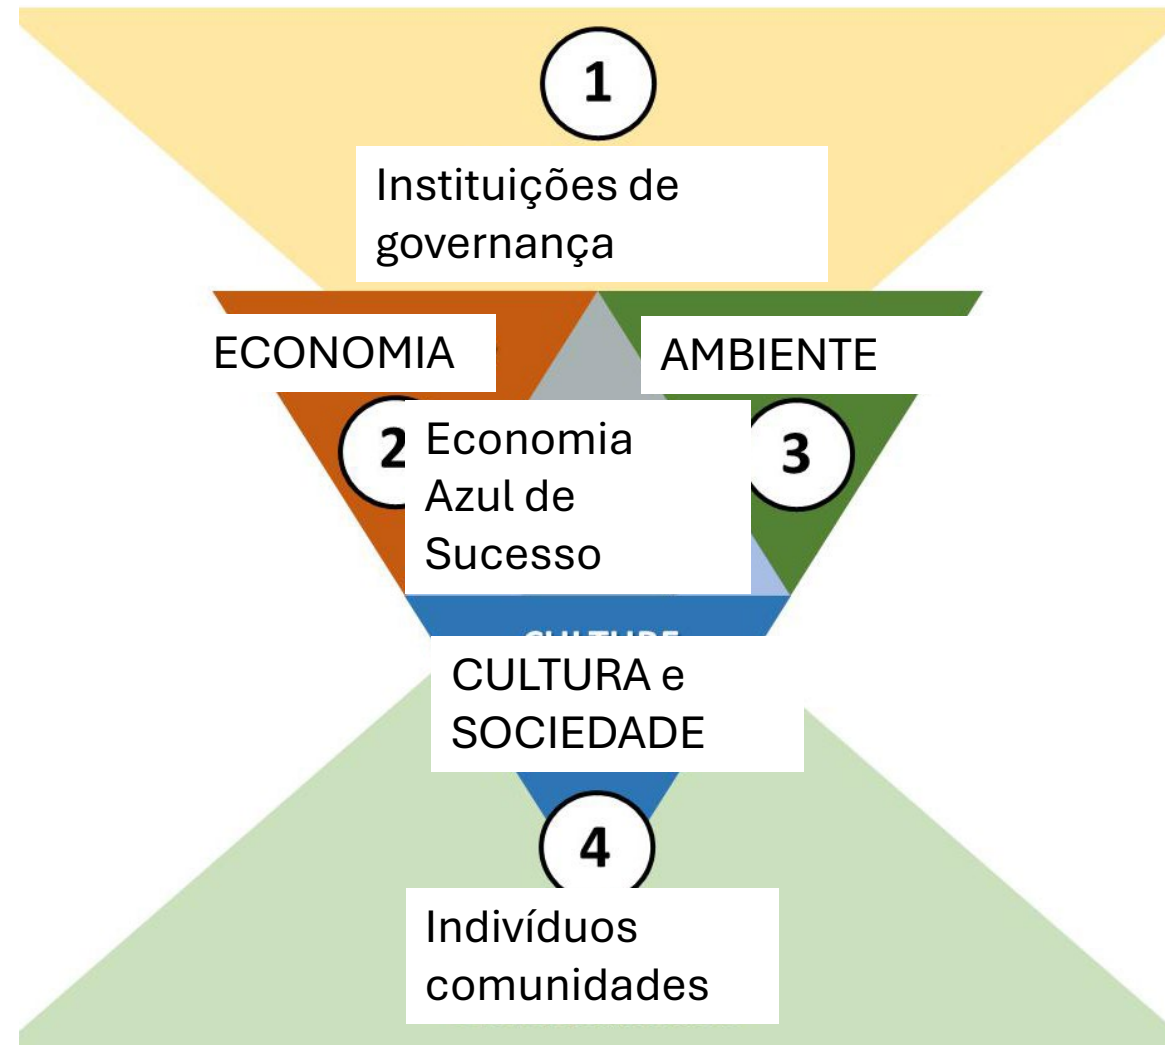 1
Instituições de
governança
ECONOMIA
AMBIENTE
2
Economia
Azul de
Sucesso
3
CULTURA e
SOCIEDADE
4
Indivíduos
comunidades